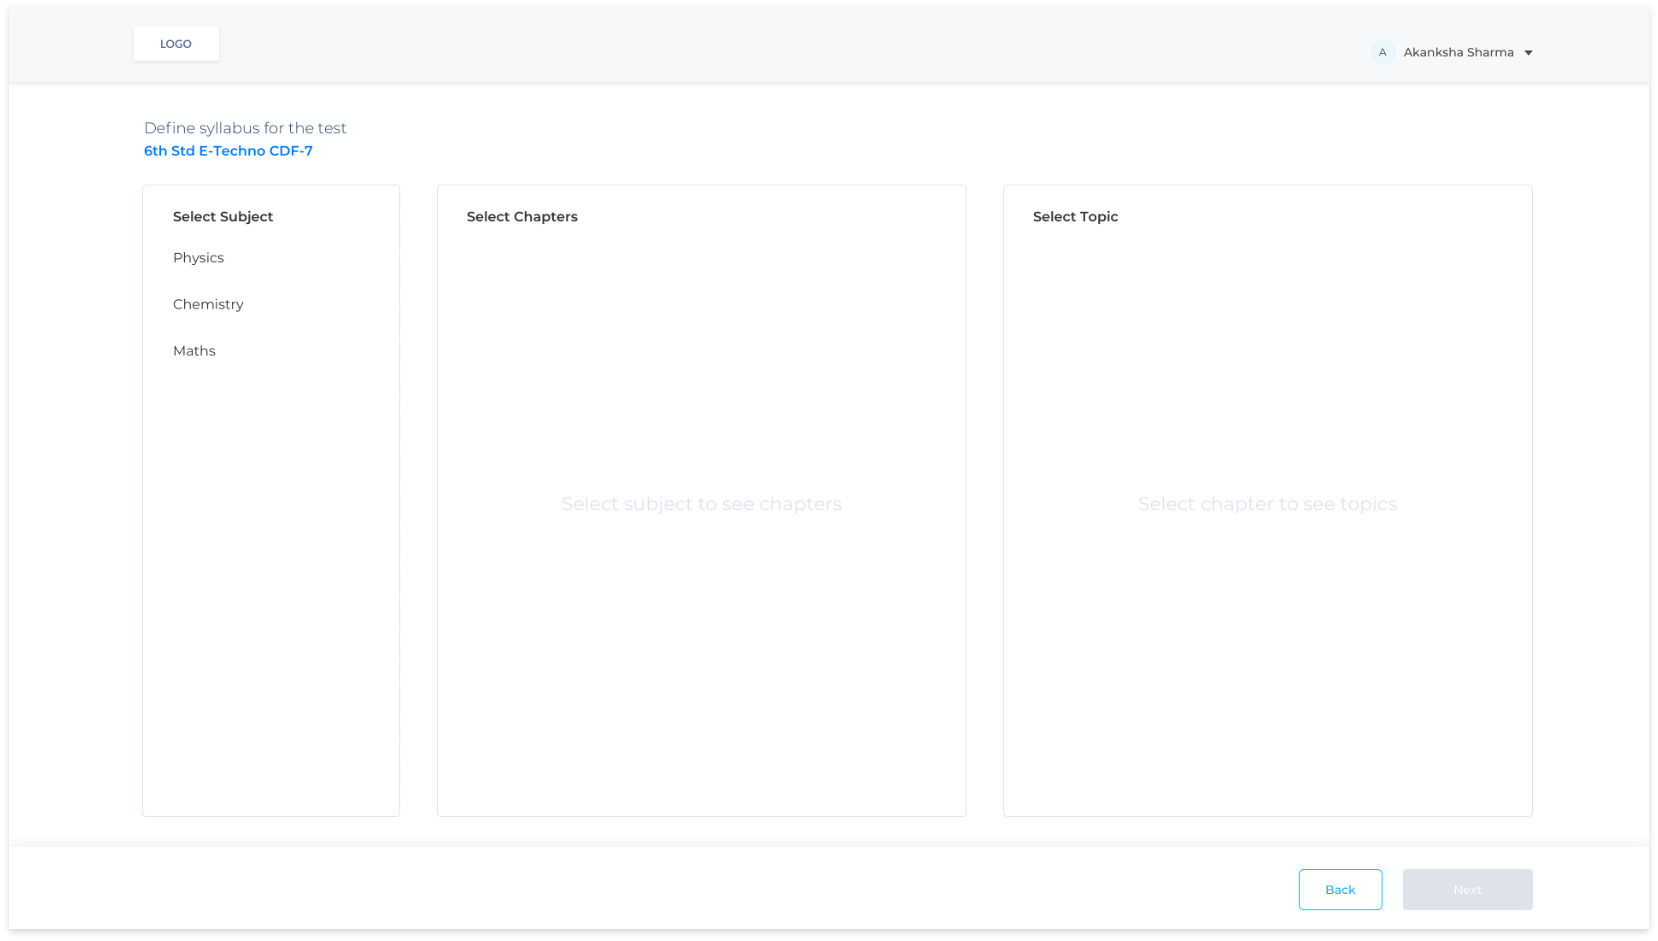 LOGO
A Akanksha Sharma
Define syllabus for the test
6th Std E-Techno CDF-7
Select Subject
Physics
Chemistry
Maths
Select Chapters
Select subject to see chapters
Select Topic
Select chapter to see topics
Back
Next